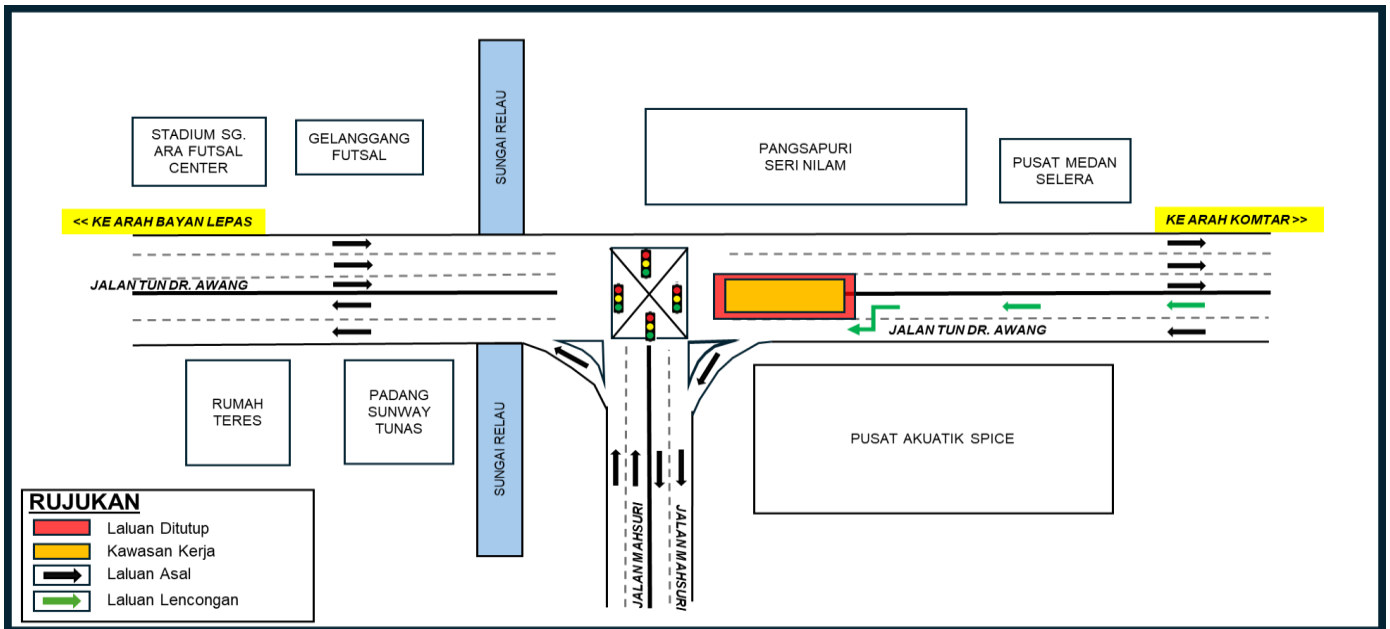 STADIUM SG.
ARA FUTSAL
CENTER
GELANGGANG
FUTSAL
SUNGAI RELAU
PANGSAPURI
SERI NILAM
PUSAT MEDAN
SELERA
<< KE ARAH BAYAN LEPAS
KE ARAH KOMTAR>>
JALAN TUN DR. AWANG
JALAN TUN DR. AWANG
RUMAH
TERES
PADANG
SUNWAY
TUNAS
SUNGAI RELAU
PUSAT AKUATIK SPICE
JALAN MAHSURI
JALAN MAHSURI
RUJUKAN
Laluan Ditutup
Kawasan Kerja
Laluan Asal
Laluan Lencongan